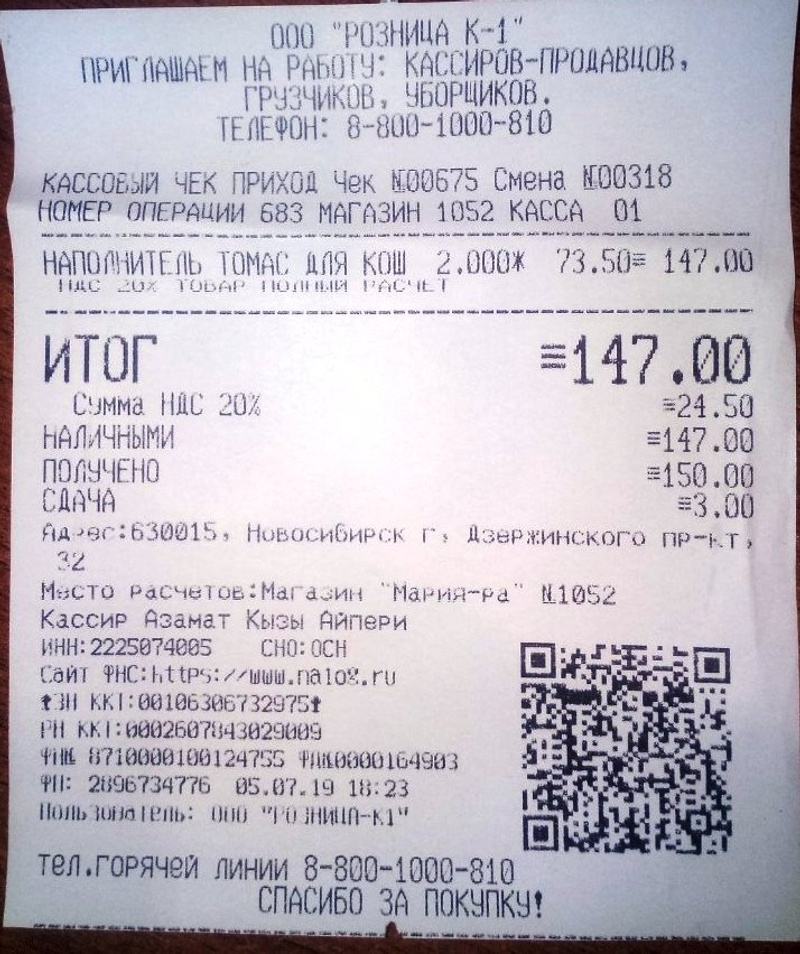 ООО "РОЗНИЦА К-1"
ПРИГЛАШАЕМ НА РАБОТУ: КАССИРОВ-ПРОДАВЦОВ,
ГРУЗЧИКОВ, УБОРЩИКОВ.
ТЕЛЕФОН: 8-800-1000-810
КАССОВЫЙ ЧЕК ПРИХОД Чек №00675 Смена №00318
НОМЕР ОПЕРАЦИИ 683 МАГАЗИН 1052 КАССА 01
НАПОЛНИТЕЛЬ ТОМАС ДЛЯ КОШ 2.000* 73.50≡ 147.00
НДС 20% ТОВАР ПОЛНЫЙ РАСЧЕТ
ИТОГ ≡147.00
Сумма НДС 20% ≡24.50
НАЛИЧНЫМИ ≡147.00
ПОЛУЧЕНО ≡150.00
СДАЧА ≡3.00
Адрес:630015, Новосибирск г, Дзержинского пр-кт,
32
Место расчетов:Магазин "Мария-ра" №1052
Кассир Азамат Кызы Айпери
ИНН:2225074005 СНО:ОСН
Сайт ФНС:https://www.nalog.ru
ЗН ККТ:00106306732975
РН ККТ:0002607843029009
ФН№ 8710000100124755 ФД№0000164903
ФП: 2896734776 05.07.19 18:23
Пользователь: ООО "РОЗНИЦА-К1"
тел.ГОРЯЧЕЙ ЛИНИИ 8-800-1000-810
СПАСИБО ЗА ПОКУПКУ!